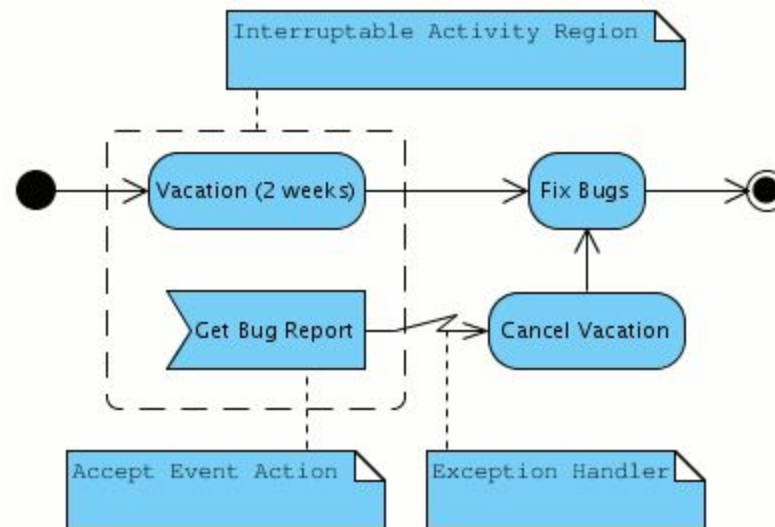 Interruptable Activity Region
Vacation (2 weeks)
Fix Bugs
Get Bug Report
Cancel Vacation
Accept Event Action
Exception Handler